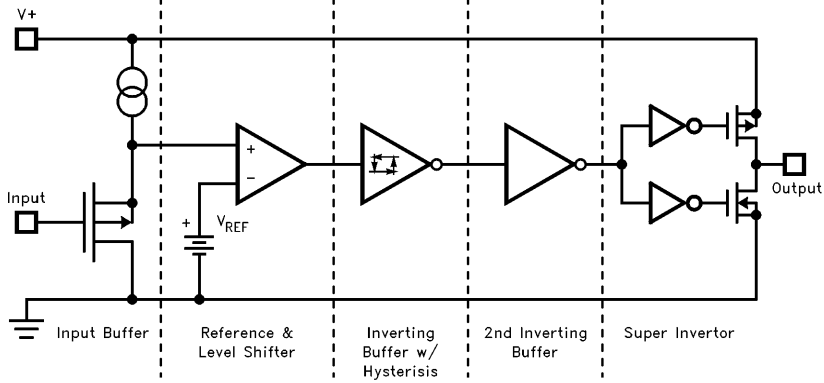 V+
Input
+
−
+
VREF
Output
Input Buffer
Reference &
Level Shifter
Inverting
Buffer w/
Hysterisis
2nd Inverting
Buffer
Super Invertor